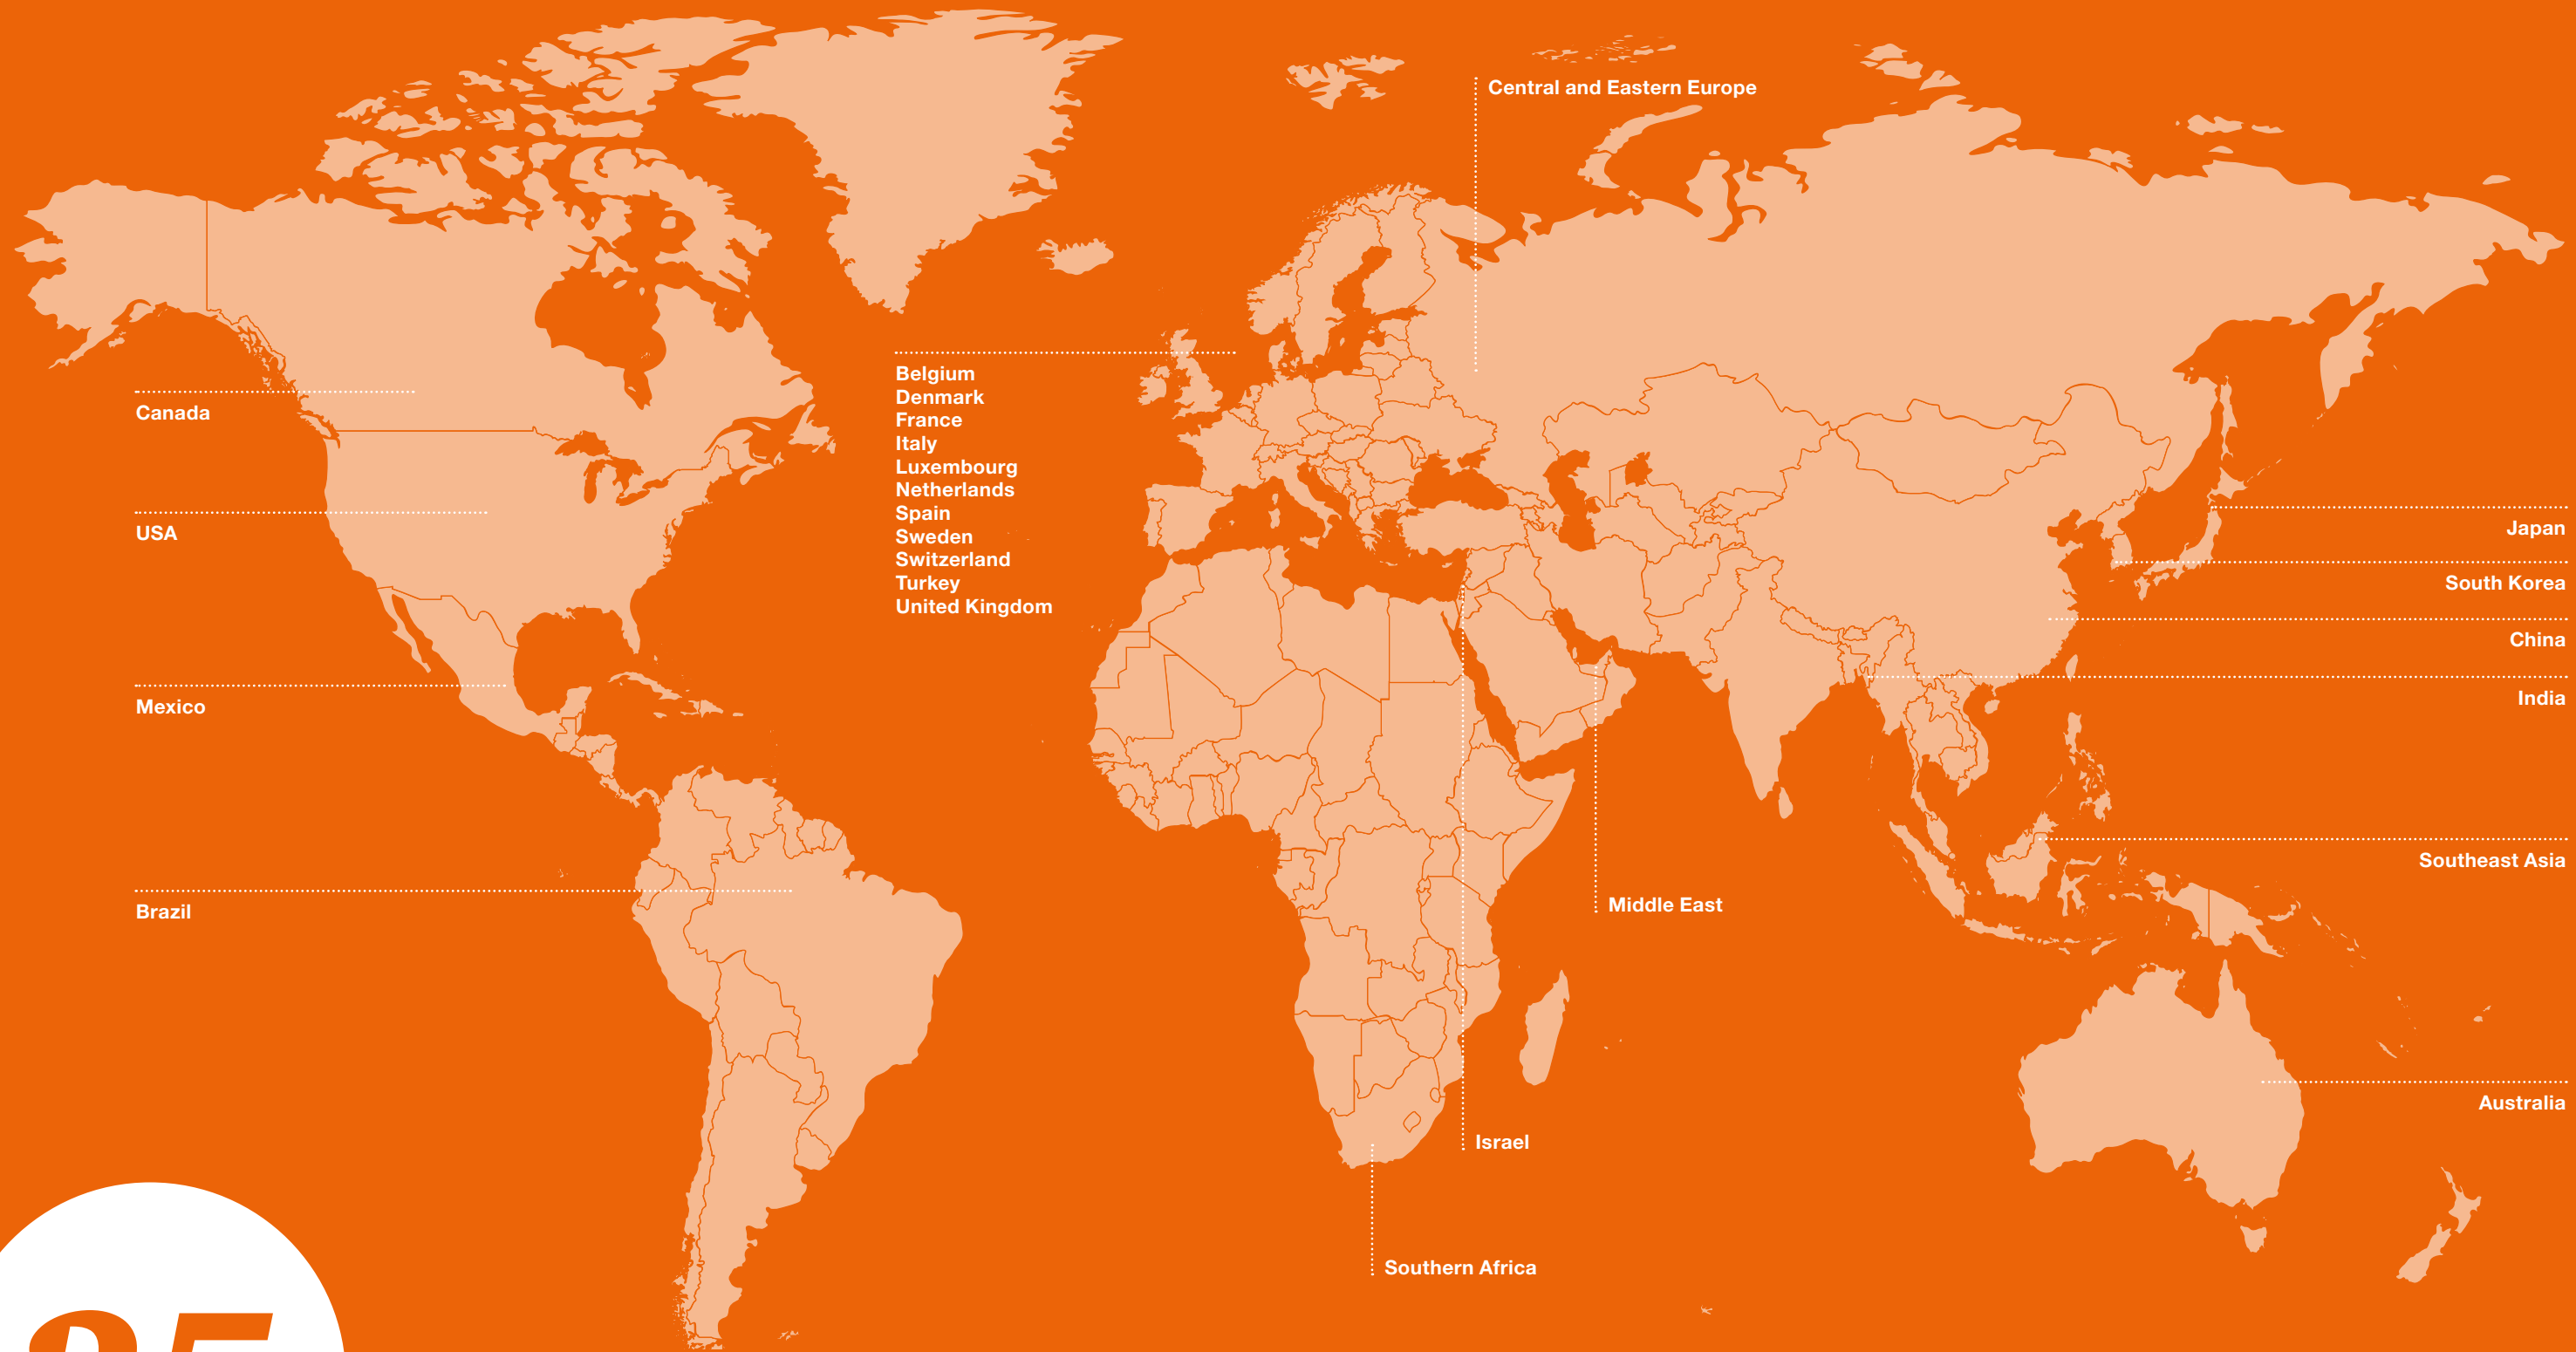 Central and Eastern Europe
Canada
USA
Mexico
Brazil
Belgium
Denmark
France
Italy
Luxembourg
Netherlands
Spain
Sweden
Switzerland
Turkey
United Kingdom
Japan
South Korea
China
India
Southeast Asia
Middle East
Australia
Israel
Southern Africa